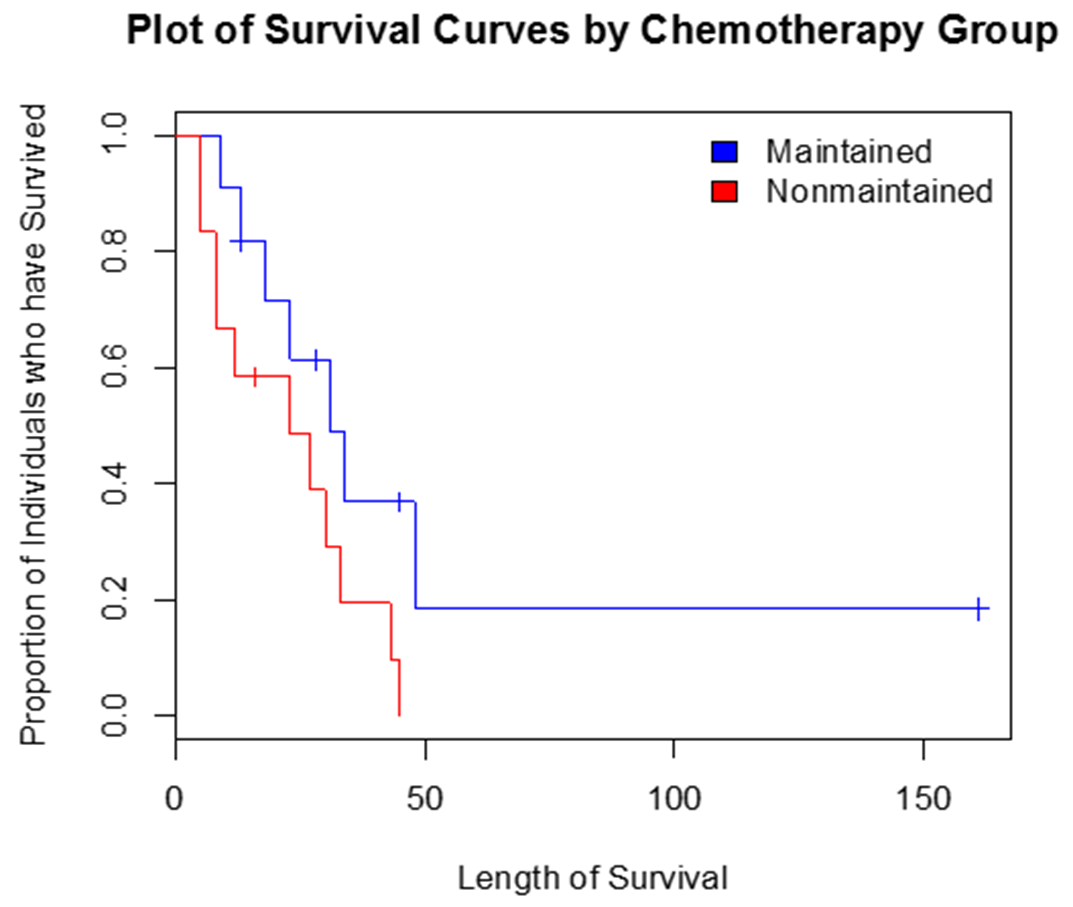 Plot of Survival Curves by Chemotherapy Group
Proportion of Individuals who have Survived
1.0
0.8
0.6
0.4
0.2
0.0
Maintained
Nonmaintained
0 50 100 150
Length of Survival